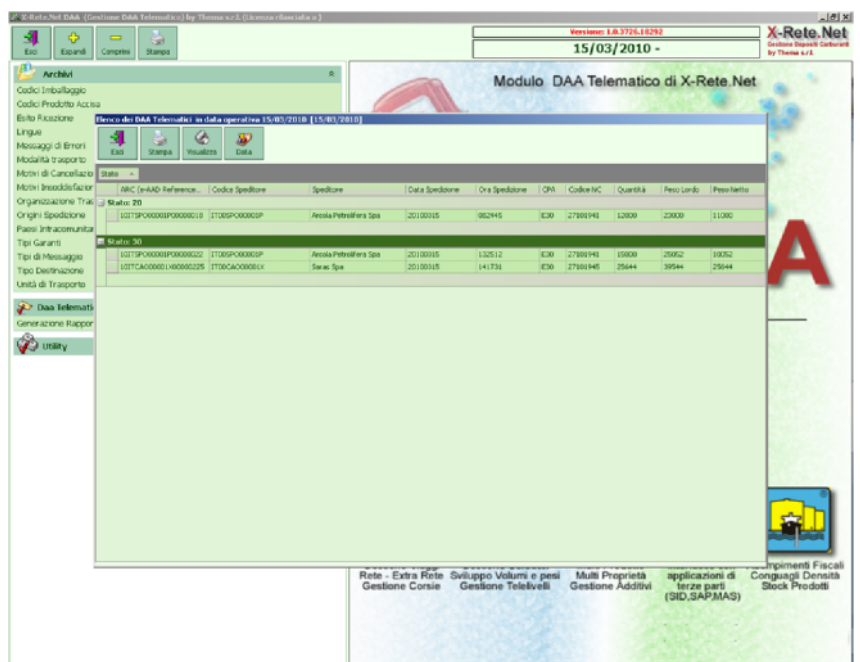 X-Rete.Net DAA (Gestione DAA Telematico) by Thema s.r.l. (Licenza rilasciata a )
Esci
Espandi
Comprimi
Stampa
Versione: 1.0.3726.18292
15/03/2010 -
X-Rete.Net
Gestione Depositi Carburanti
by Thema s.r.l.
Archivi
Codici Imballaggio
Codici Prodotto Accisa
Esito Ricezione
Lingue
Messaggi di Errori
Modalità trasporto
Motivi di Cancellazio
Motivi Insoddisfazior
Organizzazione Tras
Origini Spedizione
Paesi Intracomunitar
Tipi Garanti
Tipi di Messaggio
Tipo Destinazione
Unità di Trasporto
Daa Telemati
Generazione Rappor
Utility
Modulo DAA Telematico di X-Rete.Net
Elenco dei DAA Telematici in data operativa 15/03/2010 [15/03/2010]
Esci
Stampa
Visualizza
Data
Stato
ARC (e-AAD Reference... Codice Speditore Speditore Data Spedizione Ora Spedizione CPA Codice NC Quantità Peso Lordo Peso Netto
Stato: 20
Arcola Petrolifera Spa 20100315 082445 E30 27101941 12000 23000 11000
Stato: 30
Arcola Petrolifera Spa 20100315 132512 E30 27101941 15000 25052 10052
Saras Spa 20100315 141731 E30 27101945 25644 39544 25644
A
Rete - Extra Rete
Gestione Corsie
Sviluppo Volumi e pesi
Gestione Telelivelli
Multi Proprietà
Gestione Additivi
applicazioni di
terze parti
(SID,SAP,MAS)
mpimenti Fiscali
Conguagli Densità
Stock Prodotti